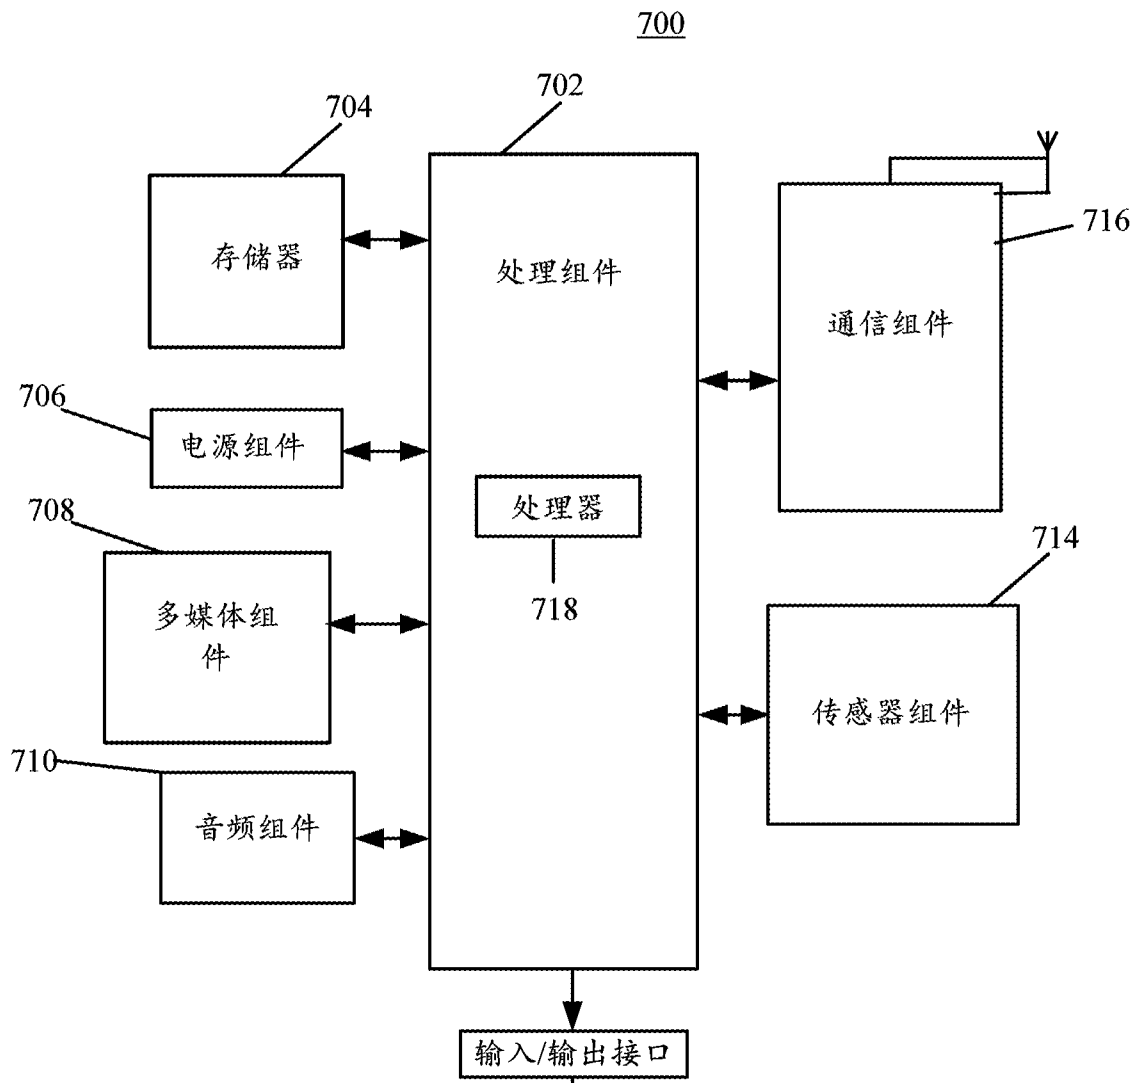 700
702
704
存储器
处理组件
716
通信组件
706
电源组件
708
处理器
718
714
多媒体组
件
传感器组件
710
音频组件
输入/输出接口